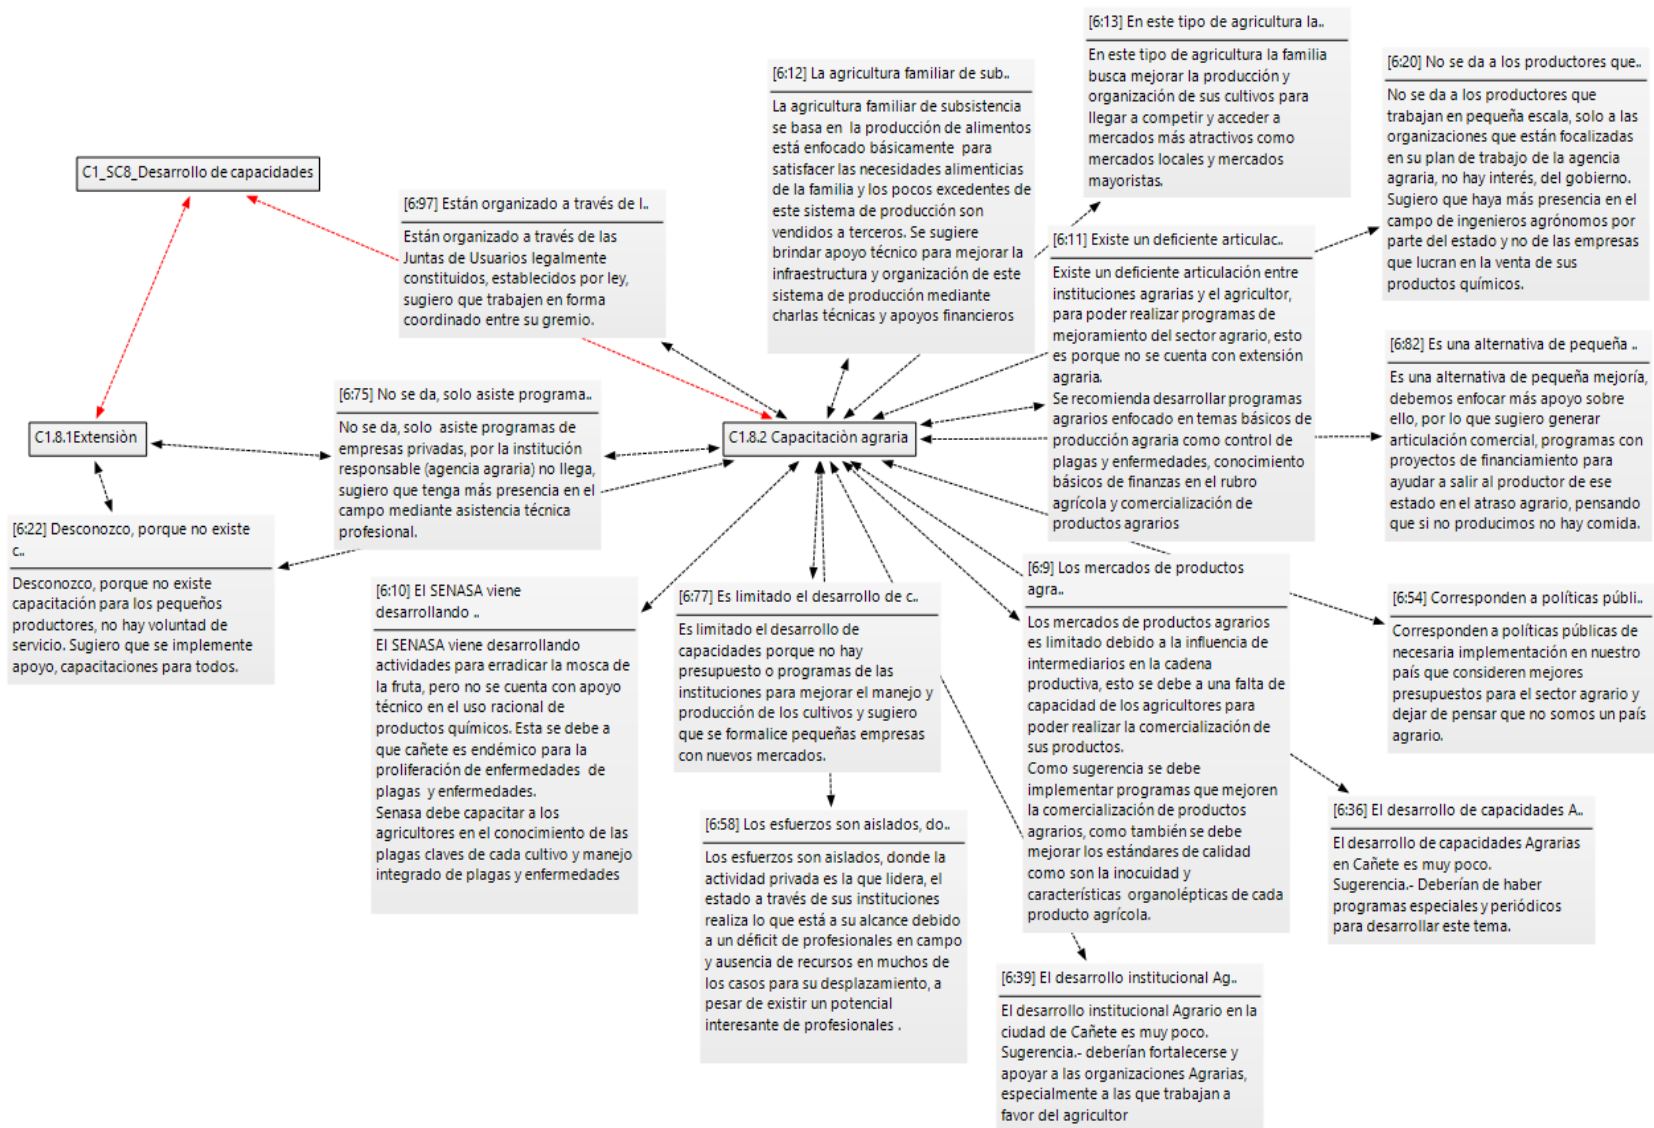 C1_SC8_Desarrollo de capacidades
[6:97] Están organizado a través de l..
Están organizado a través de las
Juntas de Usuarios legalmente
constituidos, establecidos por ley,
sugiero que trabajen en forma
coordinado entre su gremio.
[6:12] La agricultura familiar de sub..
La agricultura familiar de subsistencia
se basa en  la producción de alimentos
está enfocado básicamente  para
satisfacer las necesidades alimenticias
de la familia y los pocos excedentes de
este sistema de producción son
vendidos a terceros. Se sugiere
brindar apoyo técnico para mejorar la
infraestructura y organización de este
sistema de producción mediante
charlas técnicas y apoyos financieros
[6:13] En este tipo de agricultura la..
En este tipo de agricultura la familia
busca mejorar la producción y
organización de sus cultivos para
llegar a competir y acceder a
mercados más atractivos como
mercados locales y mercados
mayoristas.
[6:20] No se da a los productores que..
No se da a los productores que
trabajan en pequeña escala, solo a las
organizaciones que están focalizadas
en su plan de trabajo de la agencia
agraria, no hay interés, del gobierno.
Sugiero que haya más presencia en el
campo de ingenieros agrónomos por
parte del estado y no de las empresas
que lucran en la venta de sus
productos químicos.
[6:11] Existe un deficiente articulac..
Existe un deficiente articulación entre
instituciones agrarias y el agricultor,
para poder realizar programas de
mejoramiento del sector agrario, esto
es porque no se cuenta con extensión
agraria.
Se recomienda desarrollar programas
agrarios enfocado en temas básicos de
producción agraria como control de
plagas y enfermedades, conocimiento
básicos de finanzas en el rubro
agrícola y comercialización de
productos agrarios
[6:82] Es una alternativa de pequeña ..
Es una alternativa de pequeña mejoría,
debemos enfocar más apoyo sobre
ello, por lo que sugiero generar
articulación comercial, programas con
proyectos de financiamiento para
ayudar a salir al productor de ese
estado en el atraso agrario, pensando
que si no producimos no hay comida.
[6:75] No se da, solo asiste programa..
No se da, solo  asiste programas de
empresas privadas, por la institución
responsable (agencia agraria) no llega,
sugiero que tenga más presencia en el
campo mediante asistencia técnica
profesional.
C1.8.1Extensiòn
C1.8.2 Capacitaciòn agraria
[6:22] Desconozco, porque no existe
c..
Desconozco, porque no existe
capacitación para los pequeños
productores, no hay voluntad de
servicio. Sugiero que se implemente
apoyo, capacitaciones para todos.
[6:10] El SENASA viene
desarrollando ..
El SENASA viene desarrollando
actividades para erradicar la mosca de
la fruta, pero no se cuenta con apoyo
técnico en el uso racional de
productos químicos. Esta se debe a
que cañete es endémico para la
proliferación de enfermedades  de
plagas  y enfermedades.
Senasa debe capacitar a los
agricultores en el conocimiento de las
plagas claves de cada cultivo y manejo
integrado de plagas y enfermedades
[6:77] Es limitado el desarrollo de c..
Es limitado el desarrollo de
capacidades porque no hay
presupuesto o programas de las
instituciones para mejorar el manejo y
producción de los cultivos y sugiero
que se formalice pequeñas empresas
con nuevos mercados.
[6:9] Los mercados de productos
agra..
Los mercados de productos agrarios
es limitado debido a la influencia de
intermediarios en la cadena
productiva, esto se debe a una falta de
capacidad de los agricultores para
poder realizar la comercialización de
sus productos.
Como sugerencia se debe
implementar programas que mejoren
la comercialización de productos
agrarios, como también se debe
mejorar los estándares de calidad
como son la inocuidad y
características  organolépticas de cada
producto agrícola.
[6:54] Corresponden a políticas públi..
Corresponden a políticas públicas de
necesaria implementación en nuestro
país que consideren mejores
presupuestos para el sector agrario y
dejar de pensar que no somos un país
agrario.
[6:58] Los esfuerzos son aislados, do..
Los esfuerzos son aislados, donde la
actividad privada es la que lidera, el
estado a través de sus instituciones
realiza lo que está a su alcance debido
a un déficit de profesionales en campo
y ausencia de recursos en muchos de
los casos para su desplazamiento, a
pesar de existir un potencial
interesante de profesionales .
[6:36] El desarrollo de capacidades A..
El desarrollo de capacidades Agrarias
en Cañete es muy poco.
Sugerencia.- Deberían de haber
programas especiales y periódicos
para desarrollar este tema.
[6:39] El desarrollo institucional Ag..
El desarrollo institucional Agrario en la
ciudad de Cañete es muy poco.
Sugerencia.- deberían fortalecerse y
apoyar a las organizaciones Agrarias,
especialmente a las que trabajan a
favor del agricultor